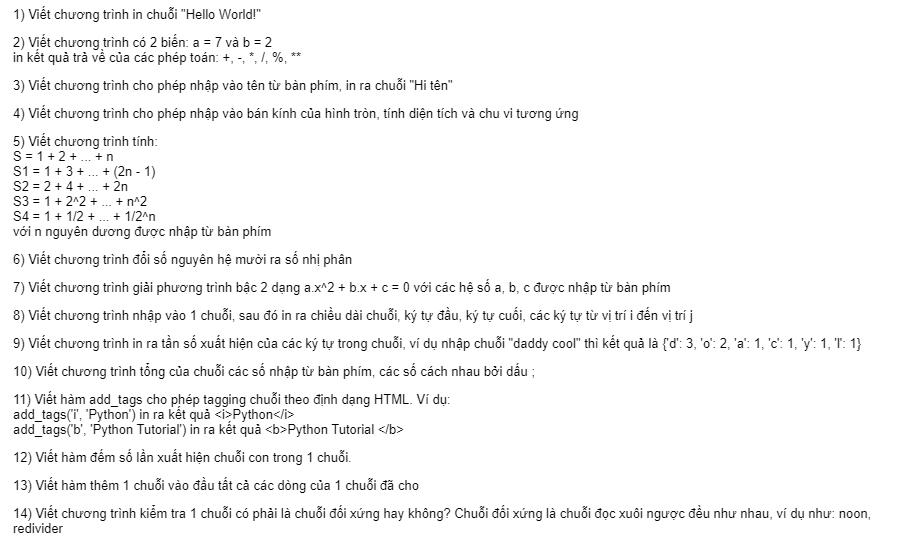 1) Viết chương trình in chuỗi "Hello World!"
2) Viết chương trình có 2 biến: a = 7 và b = 2
in kết quả trả về của các phép toán: +, -, *, /, %, **
3) Viết chương trình cho phép nhập vào tên từ bàn phím, in ra chuỗi "Hi tên"
4) Viết chương trình cho phép nhập vào bán kính của hình tròn, tính diện tích và chu vi tương ứng
5) Viết chương trình tính:
S = 1 + 2 + ... + n
S1 = 1 + 3 + ... + (2n - 1)
S2 = 2 + 4 + ... + 2n
S3 = 1 + 2^2 + ... + n^2
S4 = 1 + 1/2 + ... + 1/2^n
với n nguyên dương được nhập từ bàn phím
6) Viết chương trình đổi số nguyên hệ mười ra số nhị phân
7) Viết chương trình giải phương trình bậc 2 dạng a.x^2 + b.x + c = 0 với các hệ số a, b, c được nhập từ bàn phím
8) Viết chương trình nhập vào 1 chuỗi, sau đó in ra chiều dài chuỗi, ký tự đầu, ký tự cuối, các ký tự từ vị trí i đến vị trí j
9) Viết chương trình in ra tần số xuất hiện của các ký tự trong chuỗi, ví dụ nhập chuỗi "daddy cool" thì kết quả là {'d': 3, 'o': 2, 'a': 1, 'c': 1, 'y': 1, 'l': 1}
10) Viết chương trình tổng của chuỗi các số nhập từ bàn phím, các số cách nhau bởi dấu ;
11) Viết hàm add_tags cho phép tagging chuỗi theo định dạng HTML. Ví dụ:
add_tags('i', 'Python') in ra kết quả <i>Python</i>
add_tags('b', 'Python Tutorial') in ra kết quả <b>Python Tutorial </b>
12) Viết hàm đếm số lần xuất hiện chuỗi con trong 1 chuỗi.
13) Viết hàm thêm 1 chuỗi vào đầu tất cả các dòng của 1 chuỗi đã cho
14) Viết chương trình kiểm tra 1 chuỗi có phải là chuỗi đối xứng hay không? Chuỗi đối xứng là chuỗi đọc xuôi ngược đều như nhau, ví dụ như: noon,
redivider